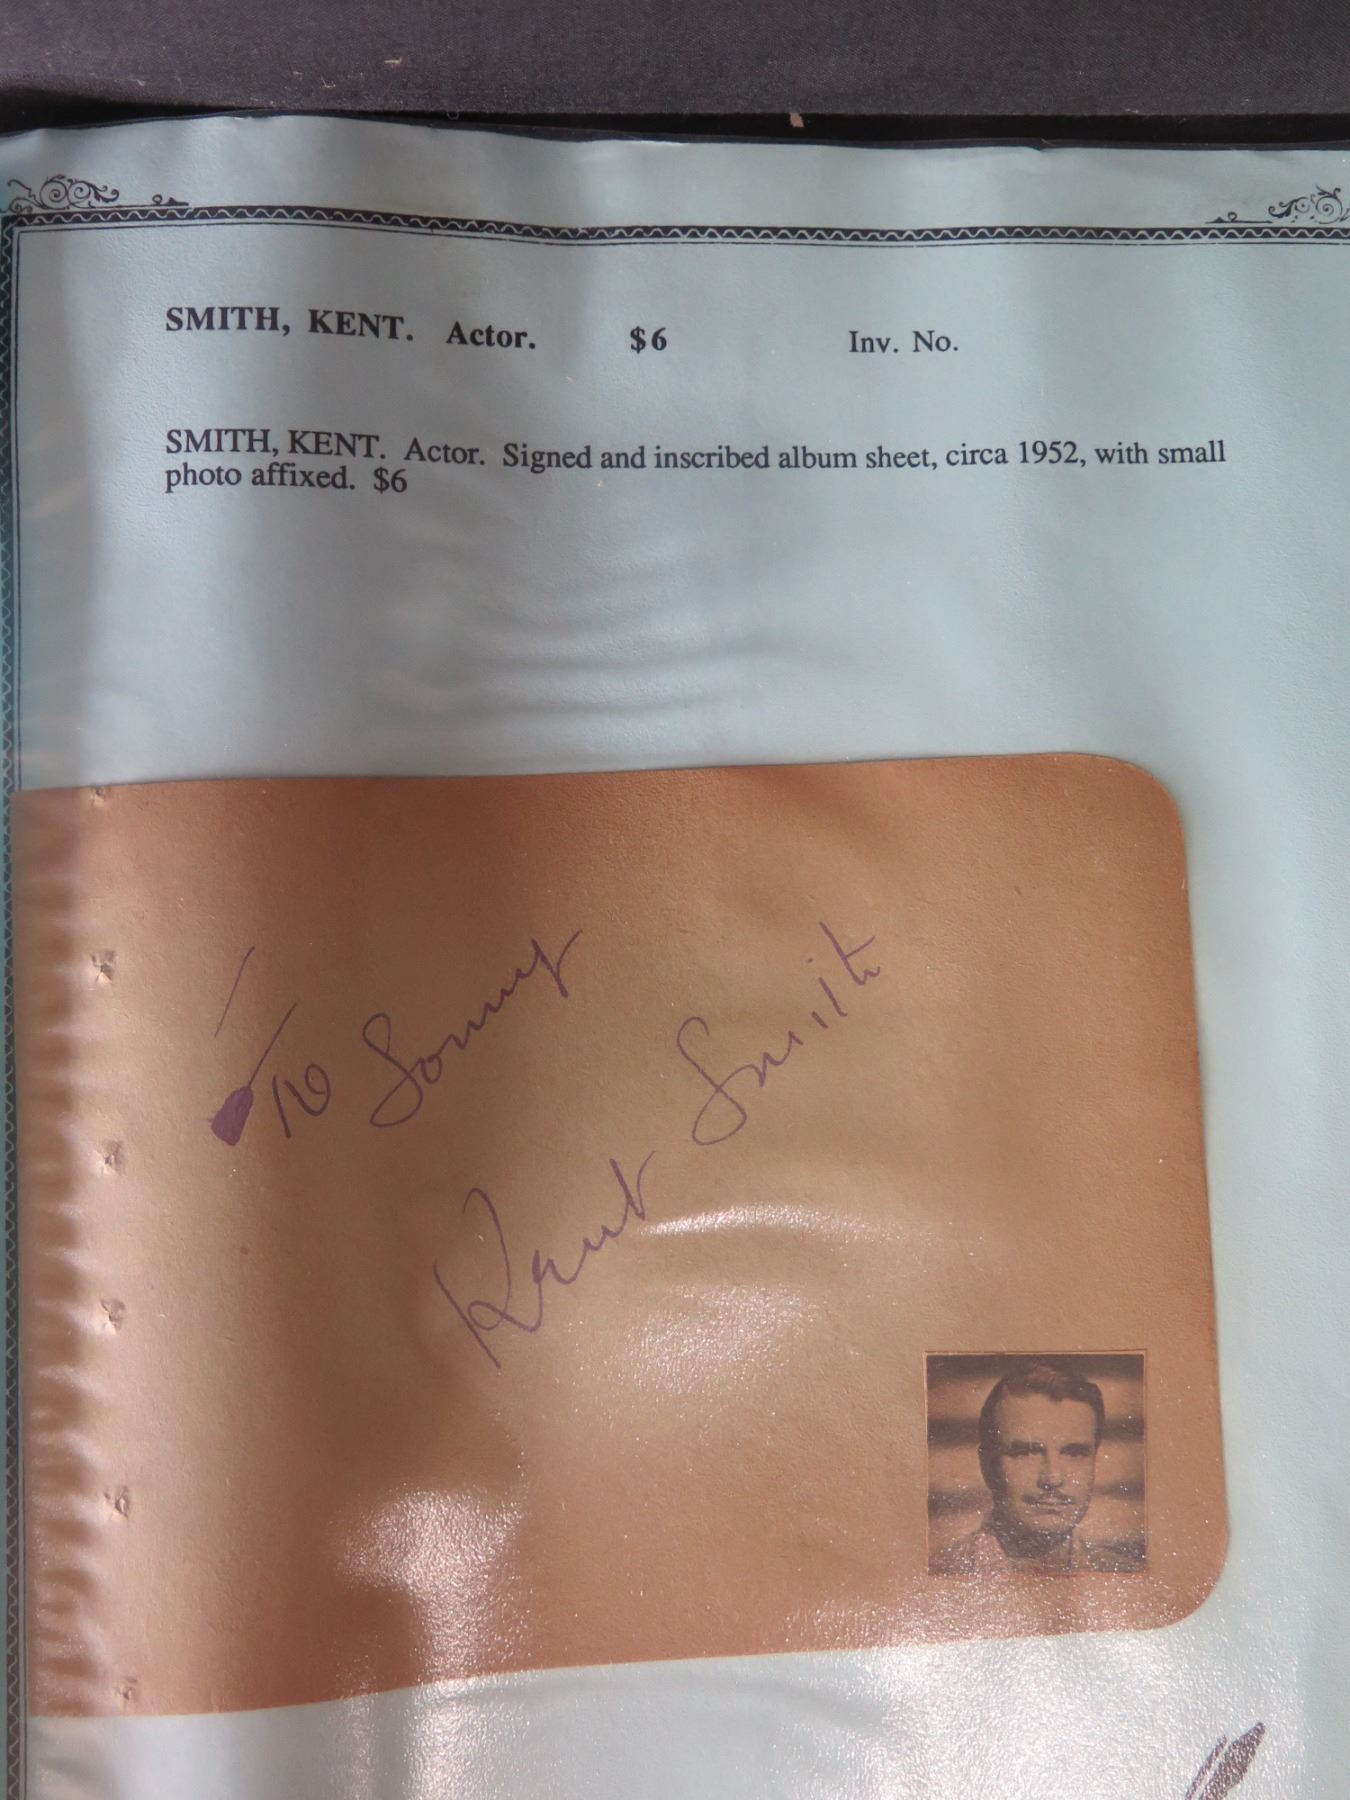 SMITH, KENT. Actor. $6 Inv. No.
SMITH, KENT. Actor. Signed and inscribed album sheet, circa 1952, with small
photo affixed. $6
To Sonny
Kent Smith